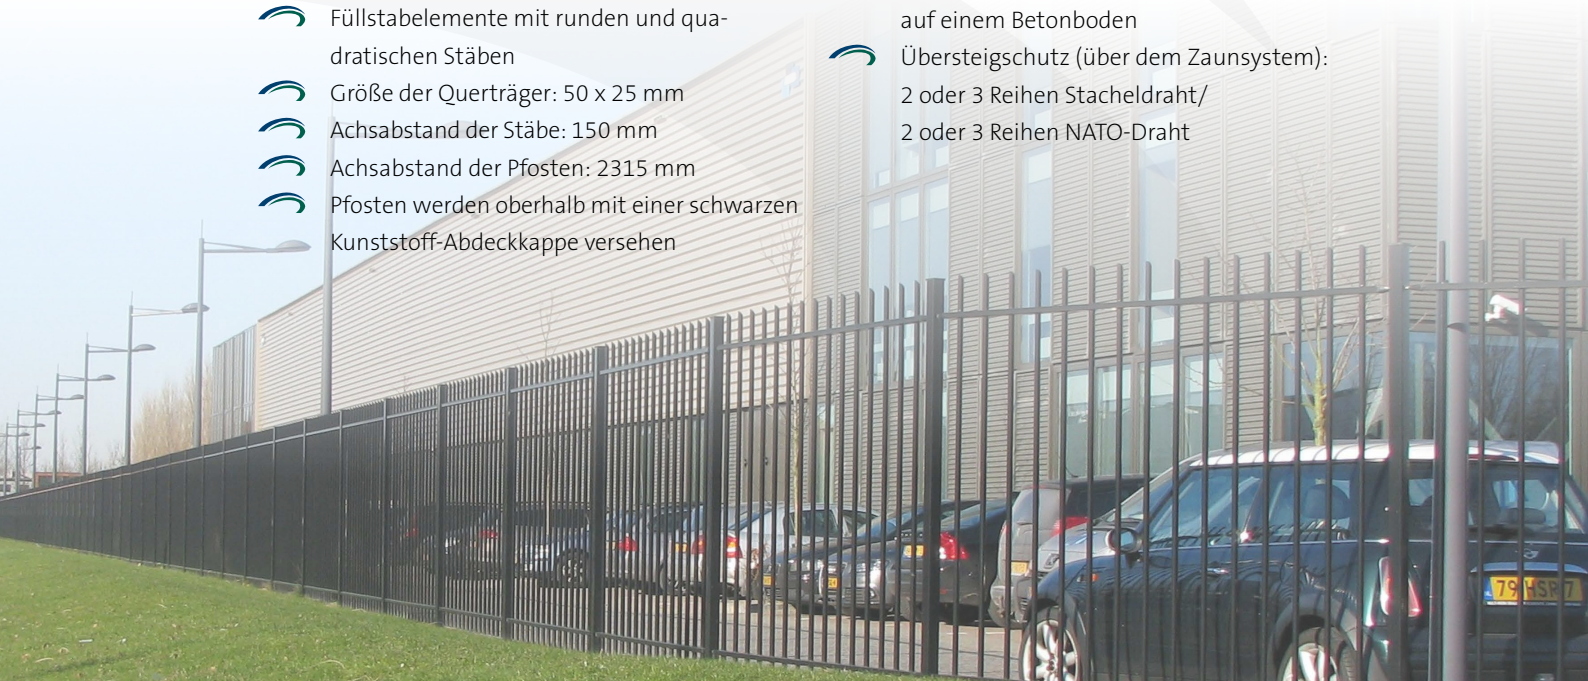 Füllstabelemente mit runden und qua-
dratischen Stäben
Größe der Querträger: 50 x 25 mm
Achsabstand der Stäbe: 150 mm
Achsabstand der Pfosten: 2315 mm
Pfosten werden oberhalb mit einer schwarzen
Kunststoff-Abdeckkappe versehen
auf einem Betonboden
Übersteigschutz (über dem Zaunsystem):
2 oder 3 Reihen Stacheldraht/
2 oder 3 Reihen NATO-Draht